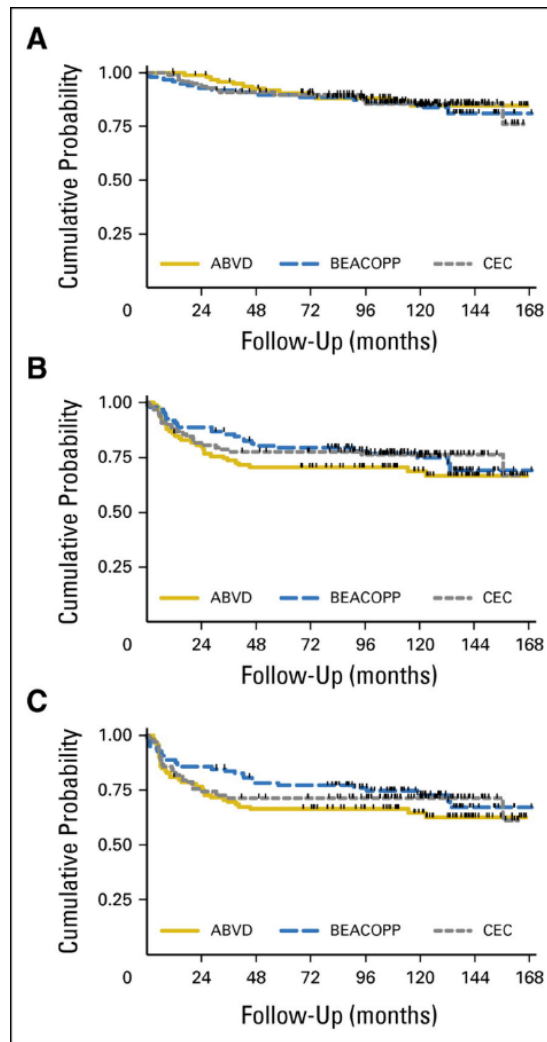 A
Cumulative Probability
1.00
0.75
0.50
0.25
ABVD BEACOPP CEC
0 24 48 72 96 120 144 168
Follow-Up (months)
B
Cumulative Probability
1.00
0.75
0.50
0.25
ABVD BEACOPP CEC
0 24 48 72 96 120 144 168
Follow-Up (months)
C
Cumulative Probability
1.00
0.75
0.50
0.25
ABVD BEACOPP CEC
0 24 48 72 96 120 144 168
Follow-Up (months)